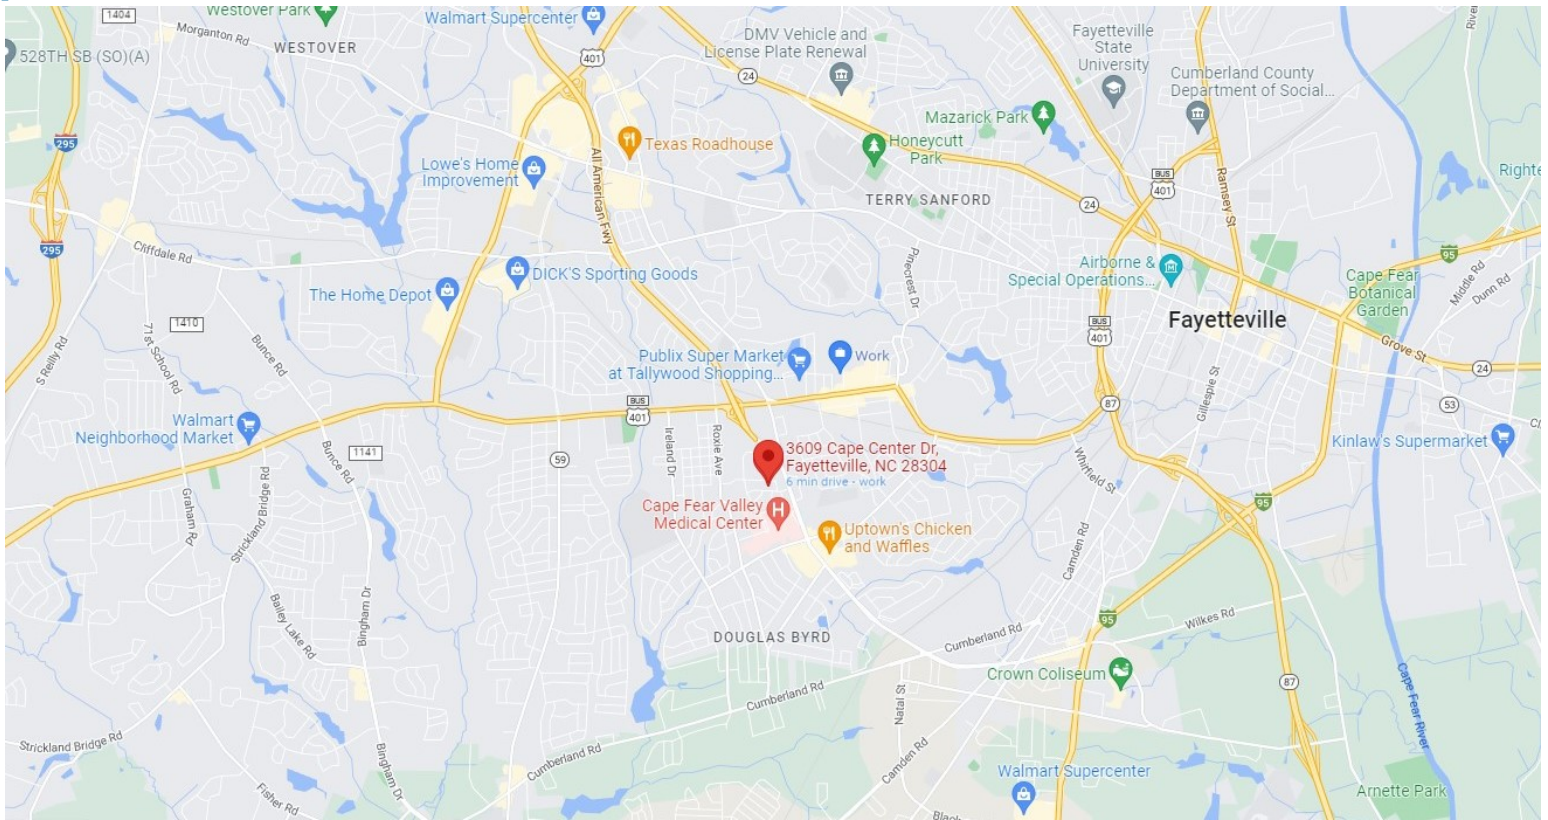 1404
Westover Park
Morganton Rd
WESTOVER
528TH SB (SO)(A)
Walmart Supercenter
401
DMV Vehicle and
License Plate Renewal
24
Fayetteville
State
University
Cumberland County
Department of Social...
295
Mazarick Park
Honeycutt
Park
Texas Roadhouse
All American Fwy
Lowe's Home
Improvement
BUS
401
Ramsey St
Righte
TERRY SANFORD
24
295
Cliffdale Rd
DICK'S Sporting Goods
The Home Depot
Pinecrest Dr
Airborne &
Special Operations...
95
Middle Rd
Dunn Rd
Cape Fear
Botanical
Garden
Fayetteville
BUS
401
1410
71st School Rd
Bunce Rd
S Reilly Rd
Publix Super Market
at Tallywood Shopping...
Work
Grove St
24
Gillespie St
87
53
BUS
401
Walmart
Neighborhood Market
Kinlaw's Supermarket
Bunce Rd
1141
59
Ireland Dr
Roxie Ave
3609 Cape Center Dr,
Fayetteville, NC 28304
6 min drive - work
Whitfield St
95
Graham Rd
Strickland Bridge Rd
Cape Fear Valley
Medical Center
H
Uptown's Chicken
and Waffles
Camden Rd
Bailey Lake Rd
Bingham Dr
DOUGLAS BYRD
Cumberland Rd
95
Wilkes Rd
Crown Coliseum
87
Cape Fear River
Cumberland Rd
Natal St
Strickland Bridge Rd
Bingham Dr
Cumberland Rd
Camden Rd
Fisher Rd
Walmart Supercenter
Arnette Park